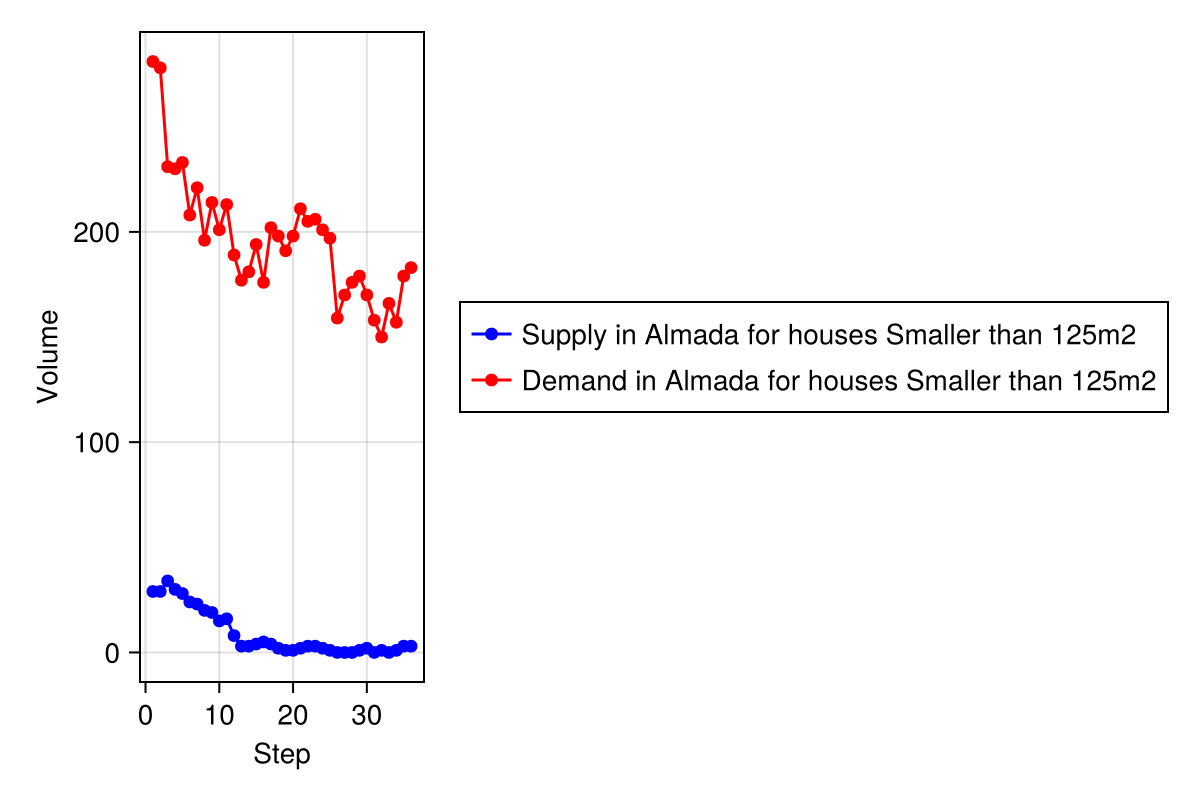 Volume
200
100
0
0 10 20 30
Step
Supply in Almada for houses Smaller than 125m2
Demand in Almada for houses Smaller than 125m2